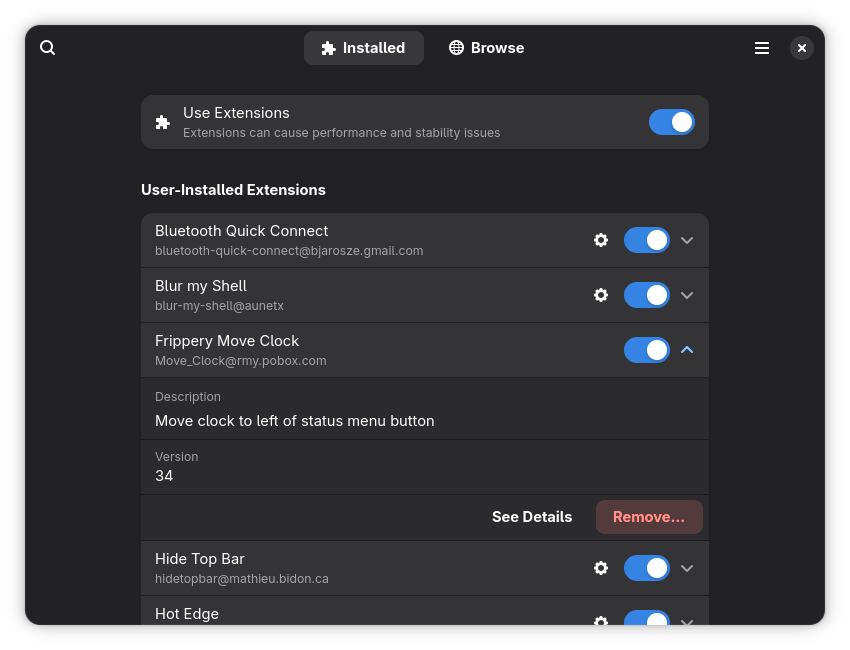 Installed
Browse
Use Extensions
Extensions can cause performance and stability issues
User-Installed Extensions
Bluetooth Quick Connect
bluetooth-quick-connect@bjarosze.gmail.com
Blur my Shell
blur-my-shell@aunetx
Frippery Move Clock
Move_Clock@rmy.pobox.com
Description
Move clock to left of status menu button
Version
34
See Details
Remove...
Hide Top Bar
hidetopbar@mathieu.bidon.ca
Hot Edge